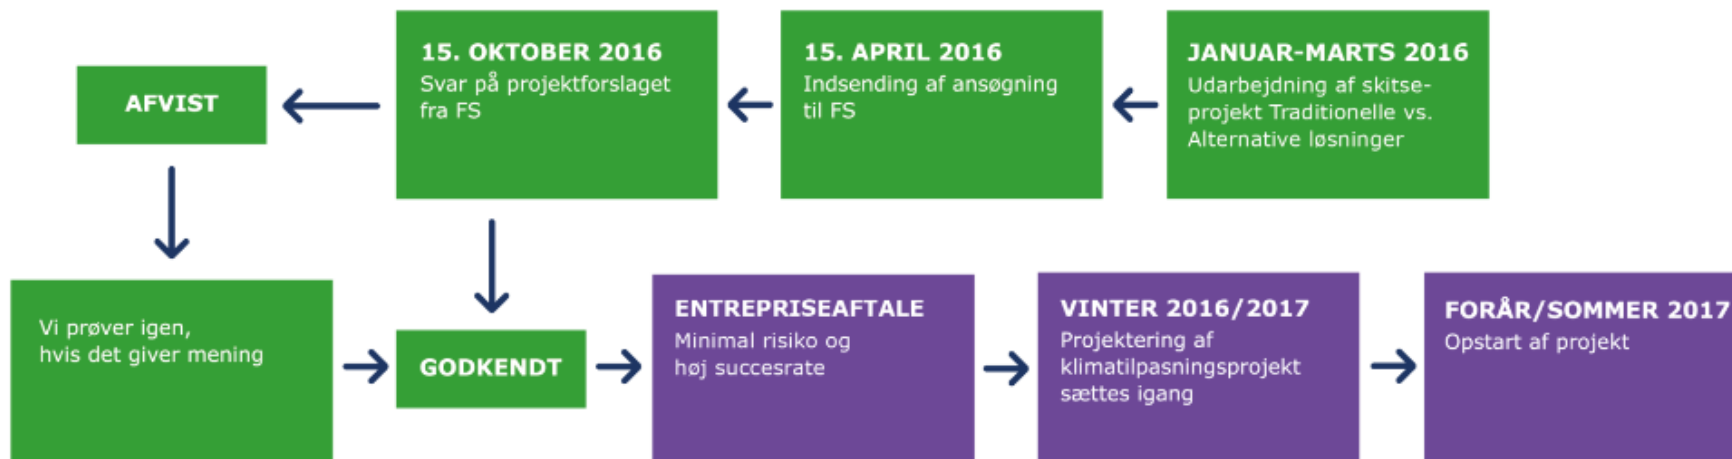 15. OKTOBER 2016
Svar på projektforslaget
fra FS
15. APRIL 2016
Indsending af ansøgning
til FS
JANUAR-MARTS 2016
Udarbejdning af skitse-
projekt Traditionelle vs.
Alternative løsninger
AFVIST
Vi prøver igen,
hvis det giver mening
GODKENDT
ENTREPRISEAFTALE
Minimal risiko og
høj succesrate
VINTER 2016/2017
Projektering af
klimatilpasningsprojekt
sættes igang
FORÅR/SOMMER 2017
Opstart af projekt